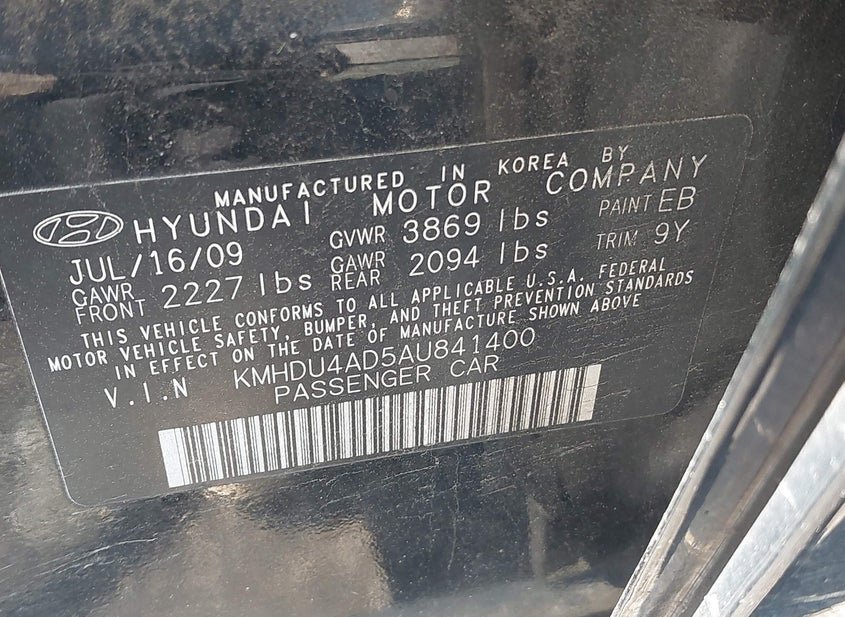 MANUFACTURED IN KOREA BY
HYUNDAI MOTOR COMPANY
JUL/16/09 GVWR 3869 lbs PAINT EB
GAWR FRONT 2227 lbs GAWR REAR 2094 lbs TRIM 9Y
THIS VEHICLE CONFORMS TO ALL APPLICABLE U.S.A. FEDERAL
MOTOR VEHICLE SAFETY, BUMPER, AND THEFT PREVENTION STANDARDS
IN EFFECT ON THE DATE OF MANUFACTURE SHOWN ABOVE
V.I.N KMHDU4AD5AU841400
PASSENGER CAR